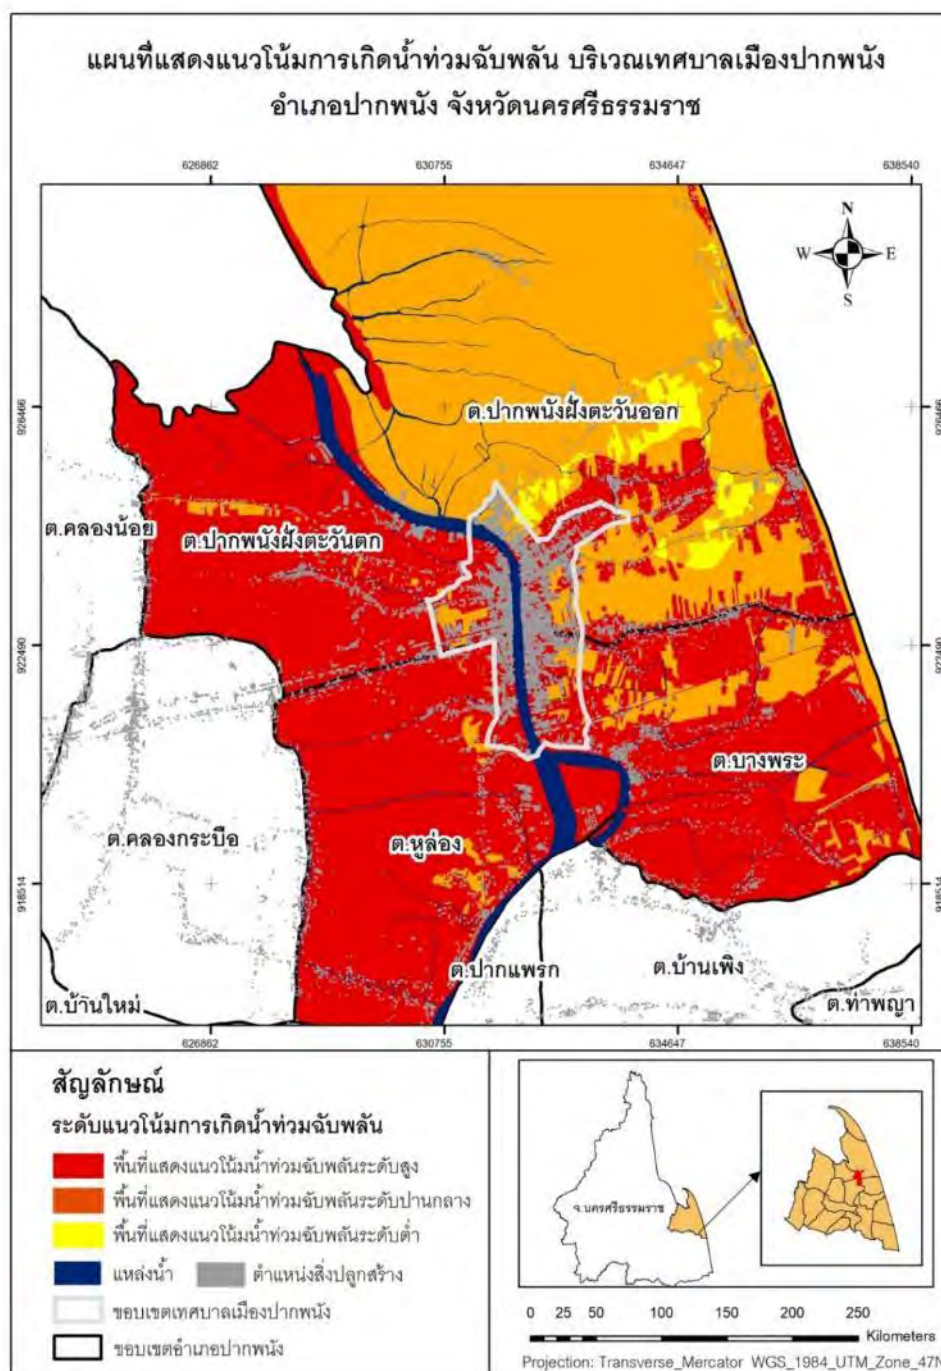 แผนที่แสดงแนวโน้มการเกิดน้ำท่วมฉับพลัน บริเวณเทศบาลเมืองปากพนัง
อำเภอปากพนัง จังหวัดนครศรีธรรมราช
626862 630755 634647 638540
N
W E
S
926466 926466
ต.ปากพนังฝั่งตะวันออก
ต.คลองน้อย
ต.ปากพนังฝั่งตะวันตก
922490 922490
ต.บางพระ
ต.คลองกระบือ
ต.หูล่อง
918514 918514
ต.ปากแพรก
ต.บ้านเพิง
ต.บ้านใหม่
ต.ท่าพญา
626862 630755 634647 638540
สัญลักษณ์
ระดับแนวโน้มการเกิดน้ำท่วมฉับพลัน
พื้นที่แสดงแนวโน้มน้ำท่วมฉับพลันระดับสูง
พื้นที่แสดงแนวโน้มน้ำท่วมฉับพลันระดับปานกลาง
พื้นที่แสดงแนวโน้มน้ำท่วมฉับพลันระดับต่ำ
แหล่งน้ำ ตำแหน่งสิ่งปลูกสร้าง
ขอบเขตเทศบาลเมืองปากพนัง
ขอบเขตอำเภอปากพนัง
จ.นครศรีธรรมราช
0 25 50 100 150 200 250
Kilometers
Projection: Transverse_Mercator WGS_1984_UTM_Zone_47N